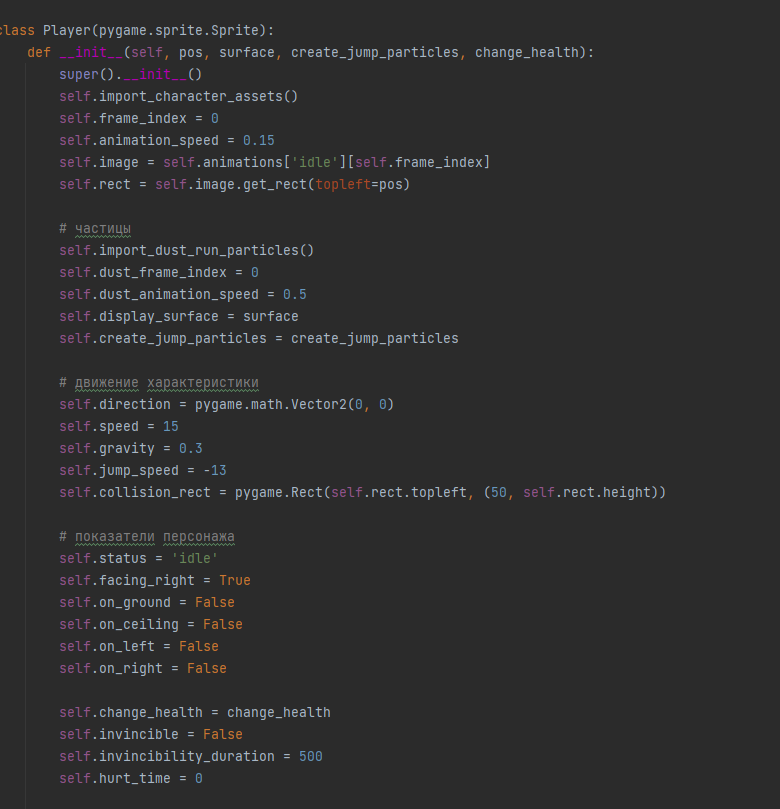 class Player(pygame.sprite.Sprite):
    def __init__(self, pos, surface, create_jump_particles, change_health):
        super().__init__()
        self.import_character_assets()
        self.frame_index = 0
        self.animation_speed = 0.15
        self.image = self.animations['idle'][self.frame_index]
        self.rect = self.image.get_rect(topleft=pos)

        # частицы
        self.import_dust_run_particles()
        self.dust_frame_index = 0
        self.dust_animation_speed = 0.5
        self.display_surface = surface
        self.create_jump_particles = create_jump_particles

        # движение характеристики
        self.direction = pygame.math.Vector2(0, 0)
        self.speed = 15
        self.gravity = 0.3
        self.jump_speed = -13
        self.collision_rect = pygame.Rect(self.rect.topleft, (50, self.rect.height))

        # показатели персонажа
        self.status = 'idle'
        self.facing_right = True
        self.on_ground = False
        self.on_ceiling = False
        self.on_left = False
        self.on_right = False

        self.change_health = change_health
        self.invincible = False
        self.invincibility_duration = 500
        self.hurt_time = 0